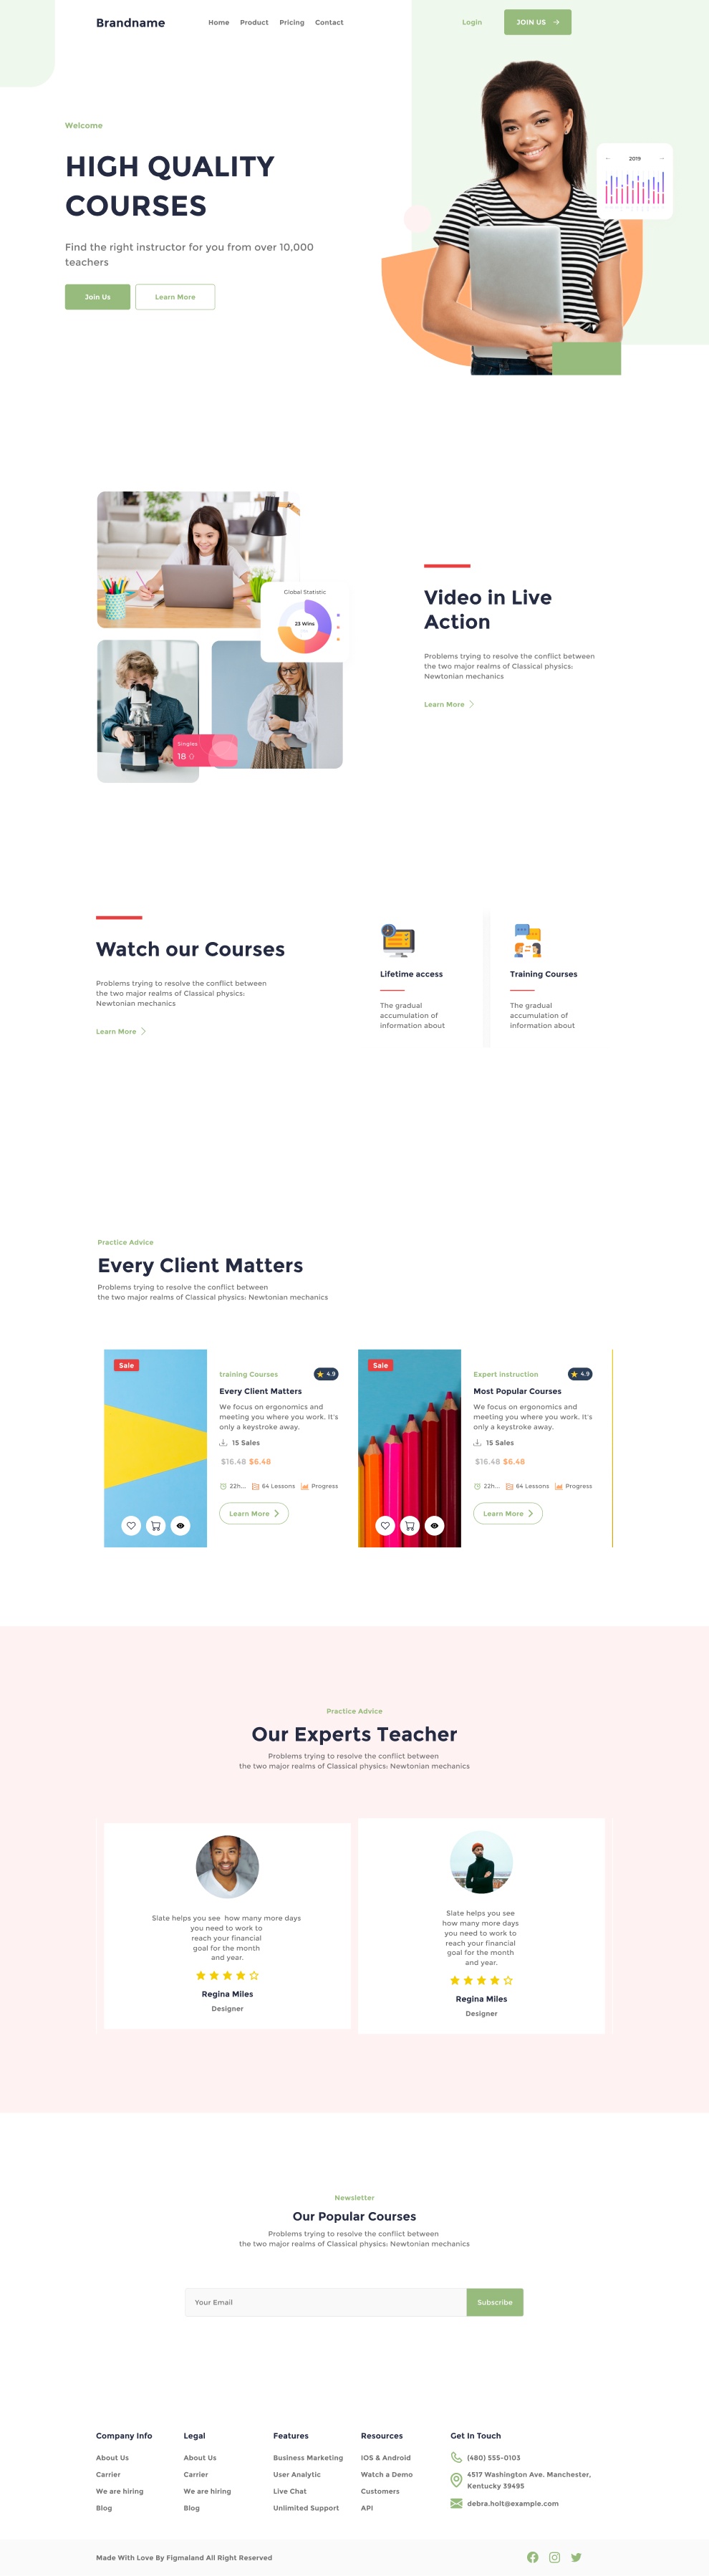 Brandname
Home Product Pricing Contact
Login
JOIN US
Welcome
HIGH QUALITY
COURSES
Find the right instructor for you from over 10,000
teachers
Join Us
Learn More
2019
Global Statistic
23 Wins
Singles
18
Video in Live
Action
Problems trying to resolve the conflict between
the two major realms of Classical physics:
Newtonian mechanics
Learn More
Watch our Courses
Problems trying to resolve the conflict between
the two major realms of Classical physics:
Newtonian mechanics
Learn More
Lifetime access
The gradual
accumulation of
information about
Training Courses
The gradual
accumulation of
information about
Practice Advice
Every Client Matters
Problems trying to resolve the conflict between
the two major realms of Classical physics: Newtonian mechanics
Sale
training Courses
4.9
Every Client Matters
We focus on ergonomics and
meeting you where you work. It's
only a keystroke away.
15 Sales
$16.48 $6.48
22h... 64 Lessons Progress
Learn More
Sale
Expert instruction
4.9
Most Popular Courses
We focus on ergonomics and
meeting you where you work. It's
only a keystroke away.
15 Sales
$16.48 $6.48
22h... 64 Lessons Progress
Learn More
Practice Advice
Our Experts Teacher
Problems trying to resolve the conflict between
the two major realms of Classical physics: Newtonian mechanics
Slate helps you see how many more days
you need to work to
reach your financial
goal for the month
and year.
Regina Miles
Designer
Slate helps you see
how many more days
you need to work to
reach your financial
goal for the month
and year.
Regina Miles
Designer
Newsletter
Our Popular Courses
Problems trying to resolve the conflict between
the two major realms of Classical physics: Newtonian mechanics
Your Email
Subscribe
Company Info
About Us
Carrier
We are hiring
Blog
Legal
About Us
Carrier
We are hiring
Blog
Features
Business Marketing
User Analytic
Live Chat
Unlimited Support
Resources
IOS & Android
Watch a Demo
Customers
API
Get In Touch
(480) 555-0103
4517 Washington Ave. Manchester,
Kentucky 39495
debra.holt@example.com
Made With Love By Figmaland All Right Reserved